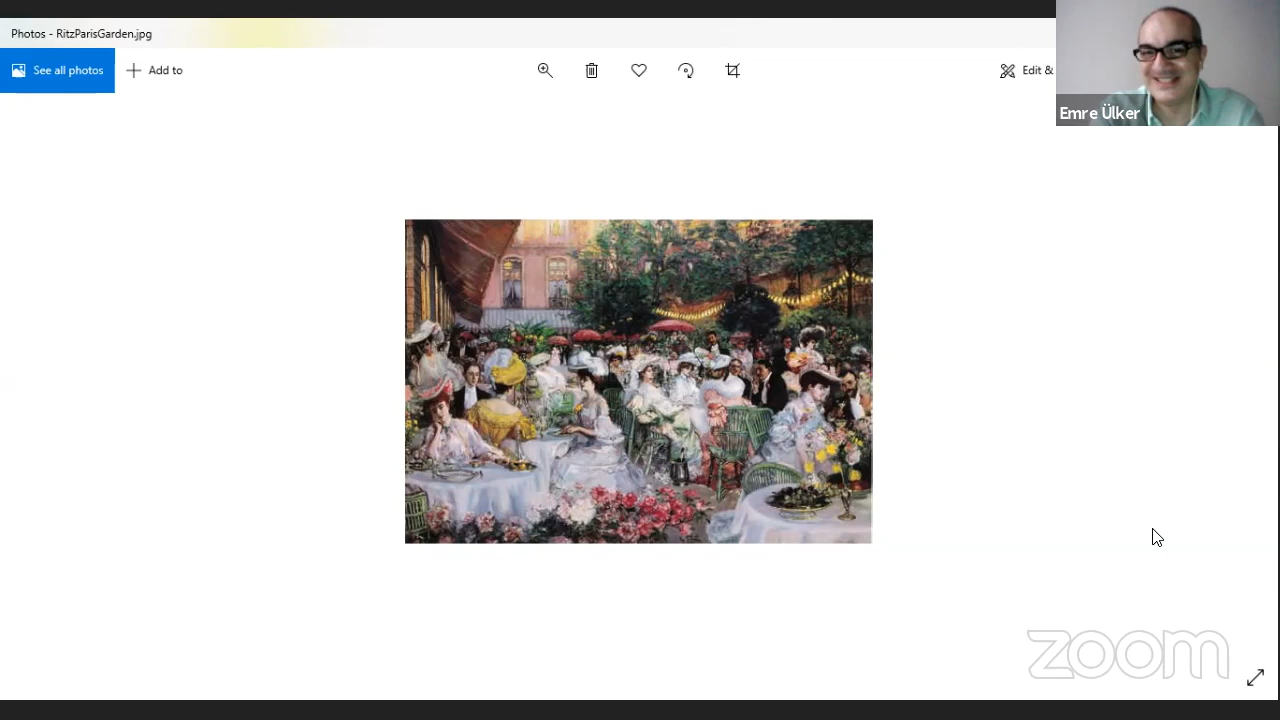 Photos - RitzParisGarden.jpg
See all photos
Add to
Edit &
Emre Ülker
zoom